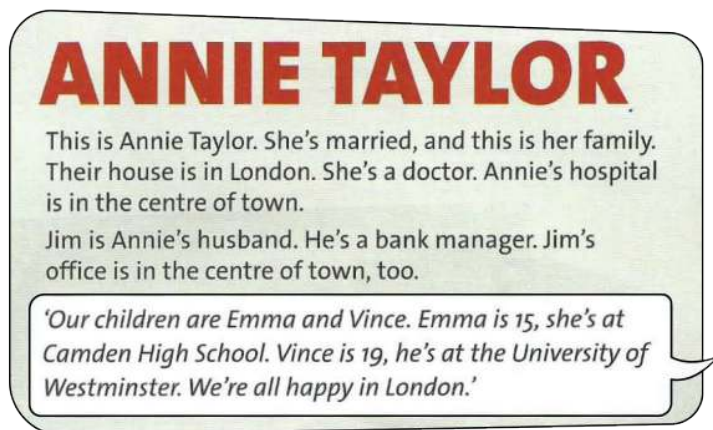 ANNIE TAYLOR
This is Annie Taylor. She's married, and this is her family.
Their house is in London. She's a doctor. Annie's hospital
is in the centre of town.
Jim is Annie's husband. He's a bank manager. Jim's
office is in the centre of town, too.
'Our children are Emma and Vince. Emma is 15, she's at
Camden High School. Vince is 19, he's at the University of
Westminster. We're all happy in London.'